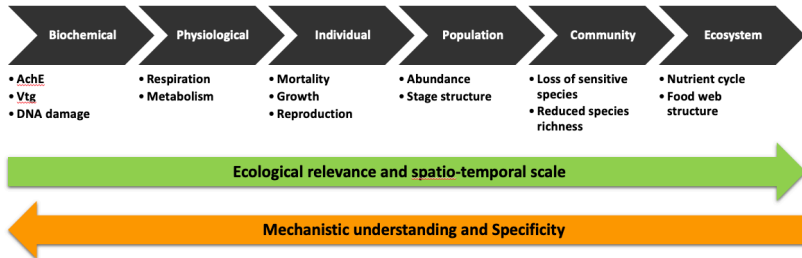 Biochemical
Physiological
Individual
Population
Community
Ecosystem
• AchE
• Vtg
• DNA damage
• Respiration
• Metabolism
• Mortality
• Growth
• Reproduction
• Abundance
• Stage structure
• Loss of sensitive
species
• Reduced species
richness
• Nutrient cycle
• Food web
structure
Ecological relevance and spatio-temporal scale
Mechanistic understanding and Specificity